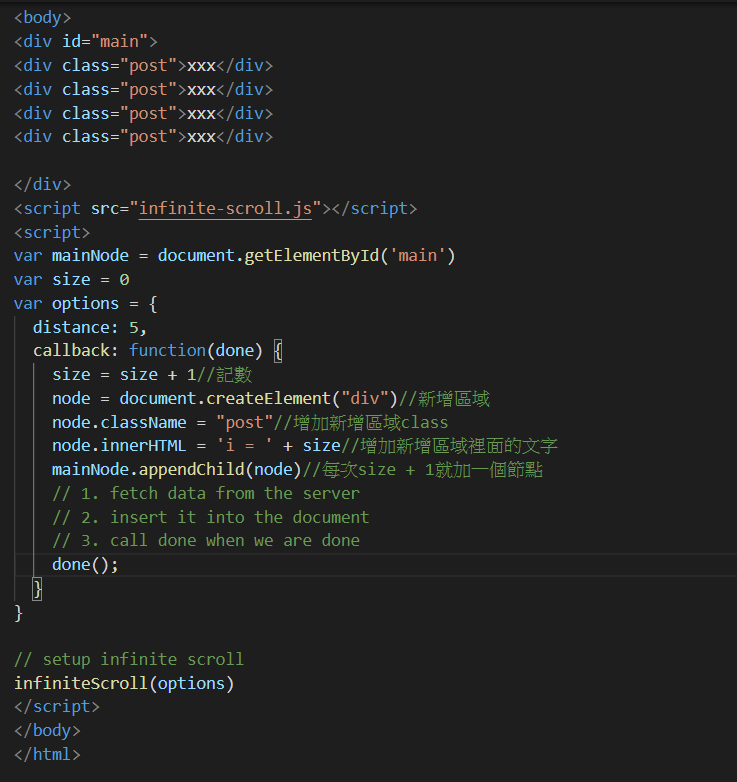 <body>
<div id="main">
<div class="post">xxx</div>
<div class="post">xxx</div>
<div class="post">xxx</div>
<div class="post">xxx</div>
</div>
<script src="infinite-scroll.js"></script>
<script>
var mainNode = document.getElementById('main')
var size = 0
var options = {
  distance: 5,
  callback: function(done) {
    size = size + 1//記數
    node = document.createElement("div")//新增區域
    node.className = "post"//增加新增區域class
    node.innerHTML = 'i = ' + size//增加新增區域裡面的文字
    mainNode.appendChild(node)//每次size + 1就加一個節點
    // 1. fetch data from the server
    // 2. insert it into the document
    // 3. call done when we are done
    done();
  }
}
// setup infinite scroll
infiniteScroll(options)
</script>
</body>
</html>